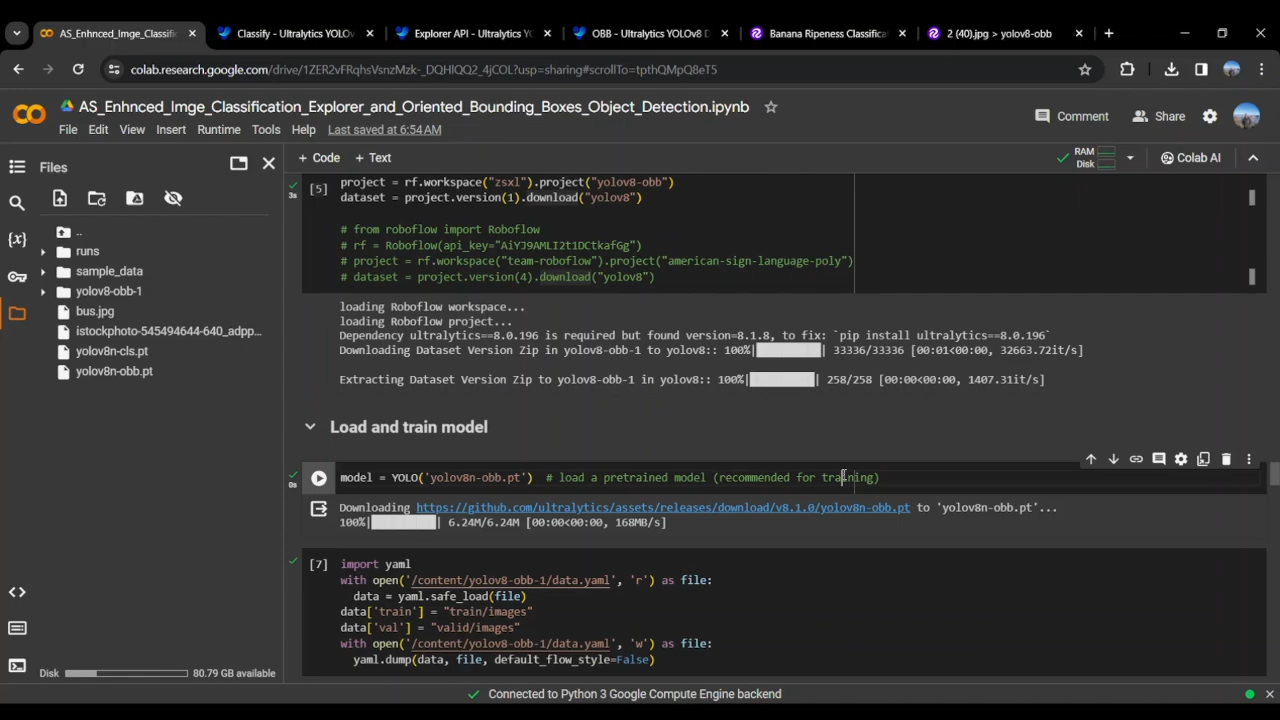 AS_Enhnced_Imge_Classific
Classify - Ultralytics YOLOv
Explorer API - Ultralytics YO
OBB - Ultralytics YOLOv8 D
Banana Ripeness Classifica
2 (40).jpg > yolov8-obb
colab.research.google.com/drive/1ZER2vFRqhsVsnzMzk-_DQHIQQ2_4jCOL?usp=sharing#scrollTo=tpthQMpQ8eT5
AS_Enhnced_Imge_Classification_Explorer_and_Oriented_Bounding_Boxes_Object_Detection.ipynb
File Edit View Insert Runtime Tools Help Last saved at 6:54 AM
Comment Share
Files
+ Code + Text
RAM
Disk
Colab AI
..
runs
sample_data
yolov8-obb-1
bus.jpg
istockphoto-545494644-640_adpp...
yolov8n-cls.pt
yolov8n-obb.pt
Disk 80.79 GB available
[5]
3s
project = rf.workspace("zsxl").project("yolov8-obb")
dataset = project.version(1).download("yolov8")
# from roboflow import Roboflow
# rf = Roboflow(api_key="AiYJ9AMLI2t1DCtkafGg")
# project = rf.workspace("team-roboflow").project("american-sign-language-poly")
# dataset = project.version(4).download("yolov8")
loading Roboflow workspace...
loading Roboflow project...
Dependency ultralytics==8.0.196 is required but found version=8.1.8, to fix: `pip install ultralytics==8.0.196`
Downloading Dataset Version Zip in yolov8-obb-1 to yolov8:: 100%| | 33336/33336 [00:01<00:00, 32663.72it/s]
Extracting Dataset Version Zip to yolov8-obb-1 in yolov8:: 100%| | 258/258 [00:00<00:00, 1407.31it/s]
Load and train model
0s
model = YOLO('yolov8n-obb.pt') # load a pretrained model (recommended for training)
Downloading https://github.com/ultralytics/assets/releases/download/v8.1.0/yolov8n-obb.pt to 'yolov8n-obb.pt'...
100%| | 6.24M/6.24M [00:00<00:00, 168MB/s]
[7]
import yaml
with open('/content/yolov8-obb-1/data.yaml', 'r') as file:
data = yaml.safe_load(file)
data['train'] = "train/images"
data['val'] = "valid/images"
with open('/content/yolov8-obb-1/data.yaml', 'w') as file:
yaml.dump(data, file, default_flow_style=False)
Connected to Python 3 Google Compute Engine backend